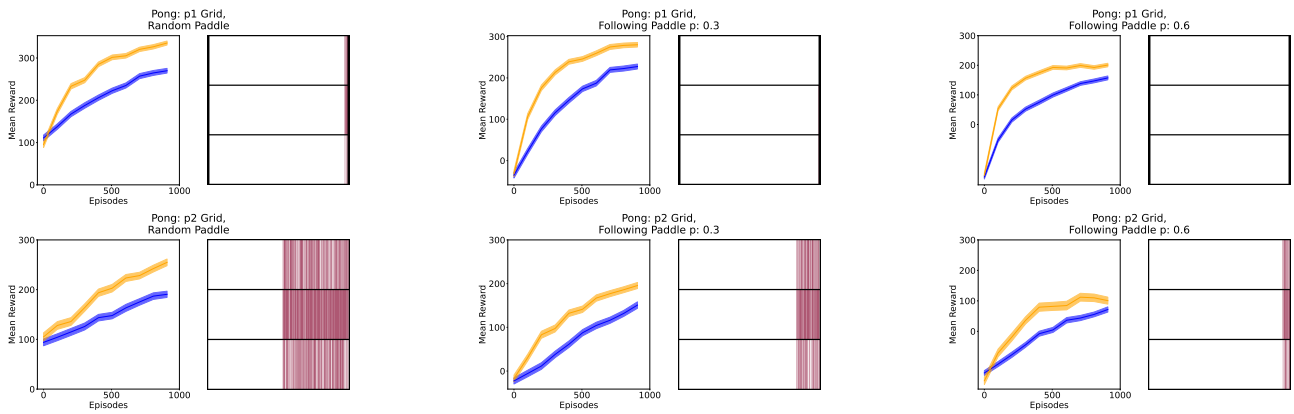 Pong: p1 Grid,
Random Paddle
Mean Reward
300
200
100
0
0
500
1000
Episodes
Pong: p1 Grid,
Following Paddle p: 0.3
Mean Reward
300
200
100
0
0
500
1000
Episodes
Pong: p1 Grid,
Following Paddle p: 0.6
Mean Reward
300
200
100
0
0
500
1000
Episodes
Pong: p2 Grid,
Random Paddle
Mean Reward
300
200
100
0
0
500
1000
Episodes
Pong: p2 Grid,
Following Paddle p: 0.3
Mean Reward
300
200
100
0
0
500
1000
Episodes
Pong: p2 Grid,
Following Paddle p: 0.6
Mean Reward
300
200
100
0
0
500
1000
Episodes